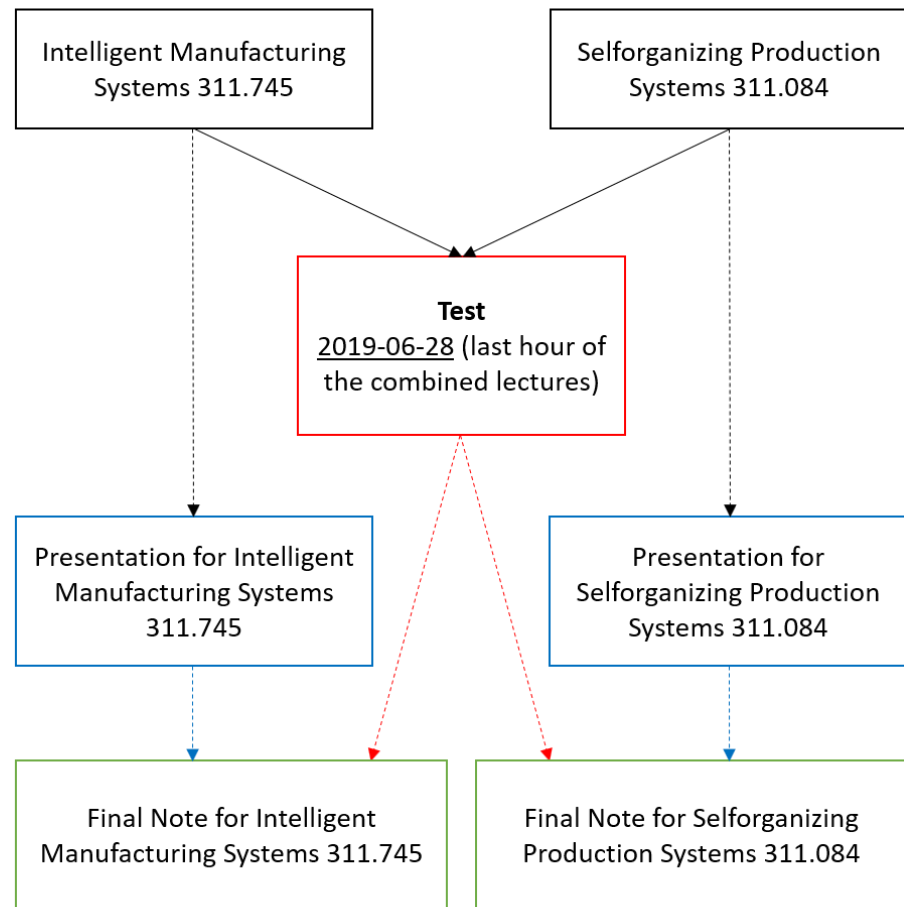 Intelligent Manufacturing
Systems 311.745
Selforganizing Production
Systems 311.084
Test
2019-06-28 (last hour of
the combined lectures)
Presentation for Intelligent
Manufacturing Systems
311.745
Presentation for
Selforganizing Production
Systems 311.084
Final Note for Intelligent
Manufacturing Systems 311.745
Final Note for Selforganizing
Production Systems 311.084